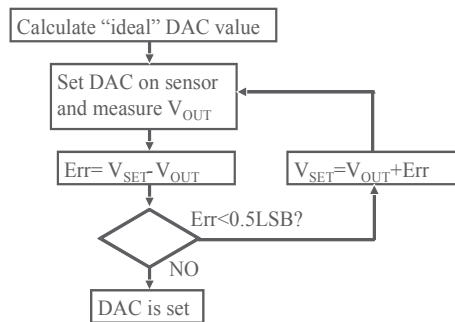 Calculate “ideal” DAC value
Set DAC on sensor
and measure VOUT
Err= VSET-VOUT
VSET=VOUT+Err
Err<0.5LSB?
NO
DAC is set